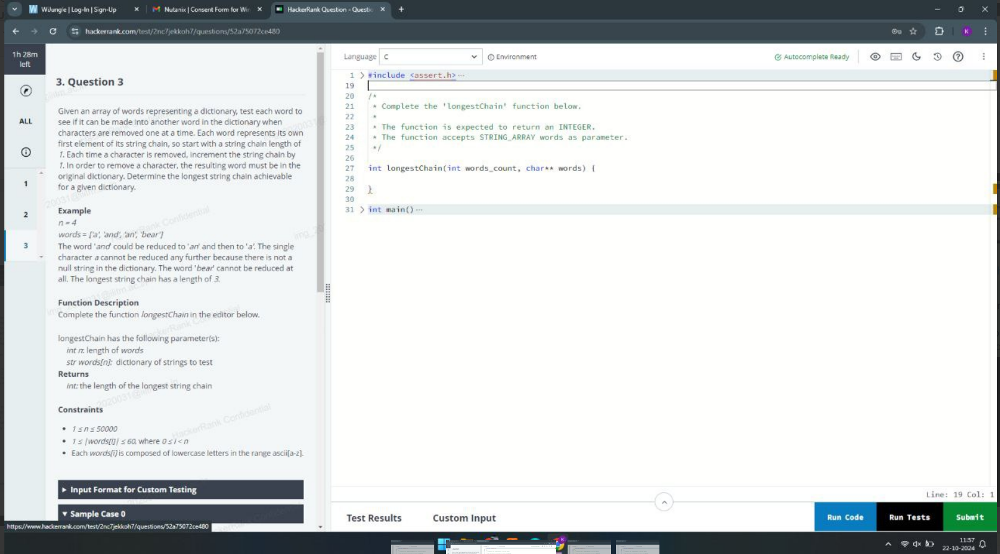 WiJungle | Log-In | Sign-Up
Nutanix | Consent Form for Wi
HackerRank Question - Questi
hackerrank.com/test/2nc7jekkoh7/questions/52a75072ce480
K
1h 28m
left
ALL
1
2
3
3. Question 3
Given an array of words representing a dictionary, test each word to
see if it can be made into another word in the dictionary when
characters are removed one at a time. Each word represents its own
first element of its string chain, so start with a string chain length of
1. Each time a character is removed, increment the string chain by
1. In order to remove a character, the resulting word must be in the
original dictionary. Determine the longest string chain achievable
for a given dictionary.
Example
n = 4
words = ['a', 'and', 'an', 'bear']
The word 'and' could be reduced to 'an' and then to 'a'. The single
character a cannot be reduced any further because there is not a
null string in the dictionary. The word 'bear' cannot be reduced at
all. The longest string chain has a length of 3.
Function Description
Complete the function longestChain in the editor below.
longestChain has the following parameter(s):
int n: length of words
str words[n]: dictionary of strings to test
Returns
int: the length of the longest string chain
Constraints
• 1 ≤ n ≤ 50000
• 1 ≤ |words[i]| ≤ 60, where 0 ≤ i < n
• Each words[i] is composed of lowercase letters in the range ascii[a-z].
Input Format for Custom Testing
Sample Case 0
https://www.hackerrank.com/test/2nc7jekkoh7/questions/52a75072ce480
HackerRank Confidential
Language C
Environment
Autocomplete Ready
1 #include <assert.h>
19
20 /*
21 * Complete the 'longestChain' function below.
22 *
23 * The function is expected to return an INTEGER.
24 * The function accepts STRING_ARRAY words as parameter.
25 */
26
27 int longestChain(int words_count, char** words) {
28
29 }
30
31 int main()
Line: 19 Col: 1
Test Results
Custom Input
Run Code
Run Tests
Submit
11:57
22-10-2024